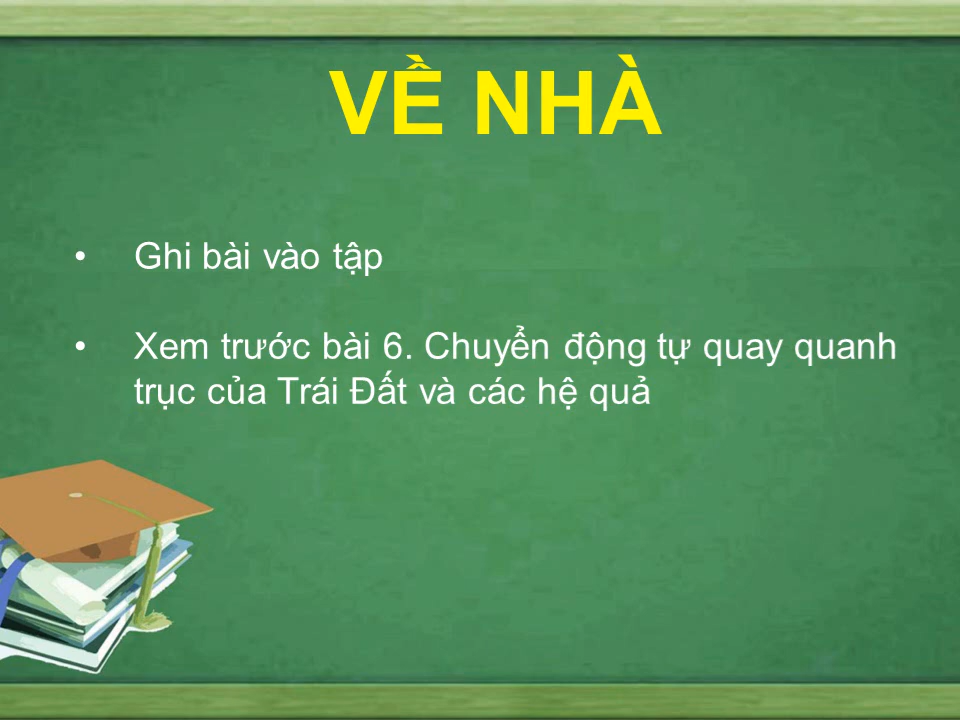 VỀ NHÀ
• Ghi bài vào tập
• Xem trước bài 6. Chuyển động tự quay quanh
trục của Trái Đất và các hệ quả